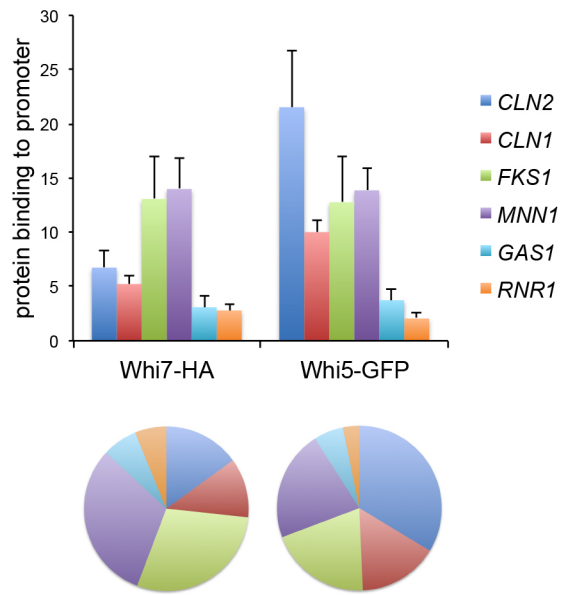 protein binding to promoter
30
25
20
15
10
5
0
Whi7-HA
Whi5-GFP
CLN2
CLN1
FKS1
MNN1
GAS1
RNR1